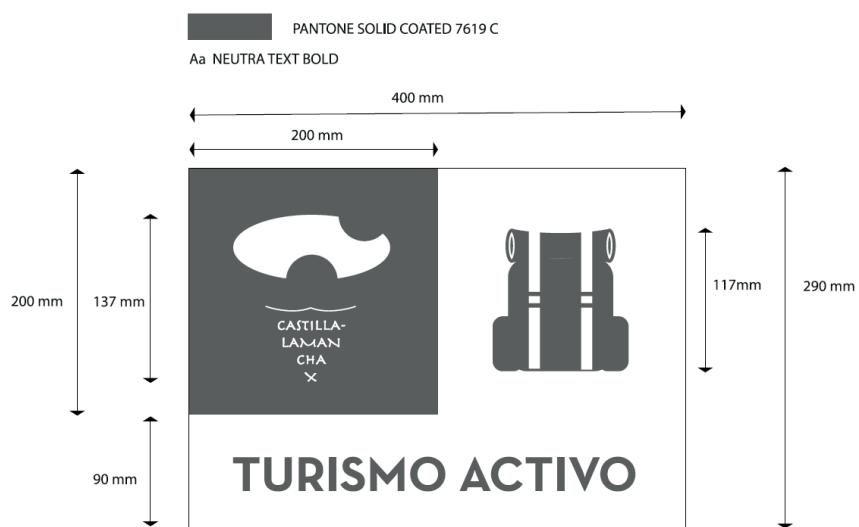 PANTONE SOLID COATED 7619 C
Aa NEUTRA TEXT BOLD
400 mm
200 mm
200 mm
137 mm
CASTILLA-
LAMAN
CHA
X
117mm
290 mm
90 mm
TURISMO ACTIVO